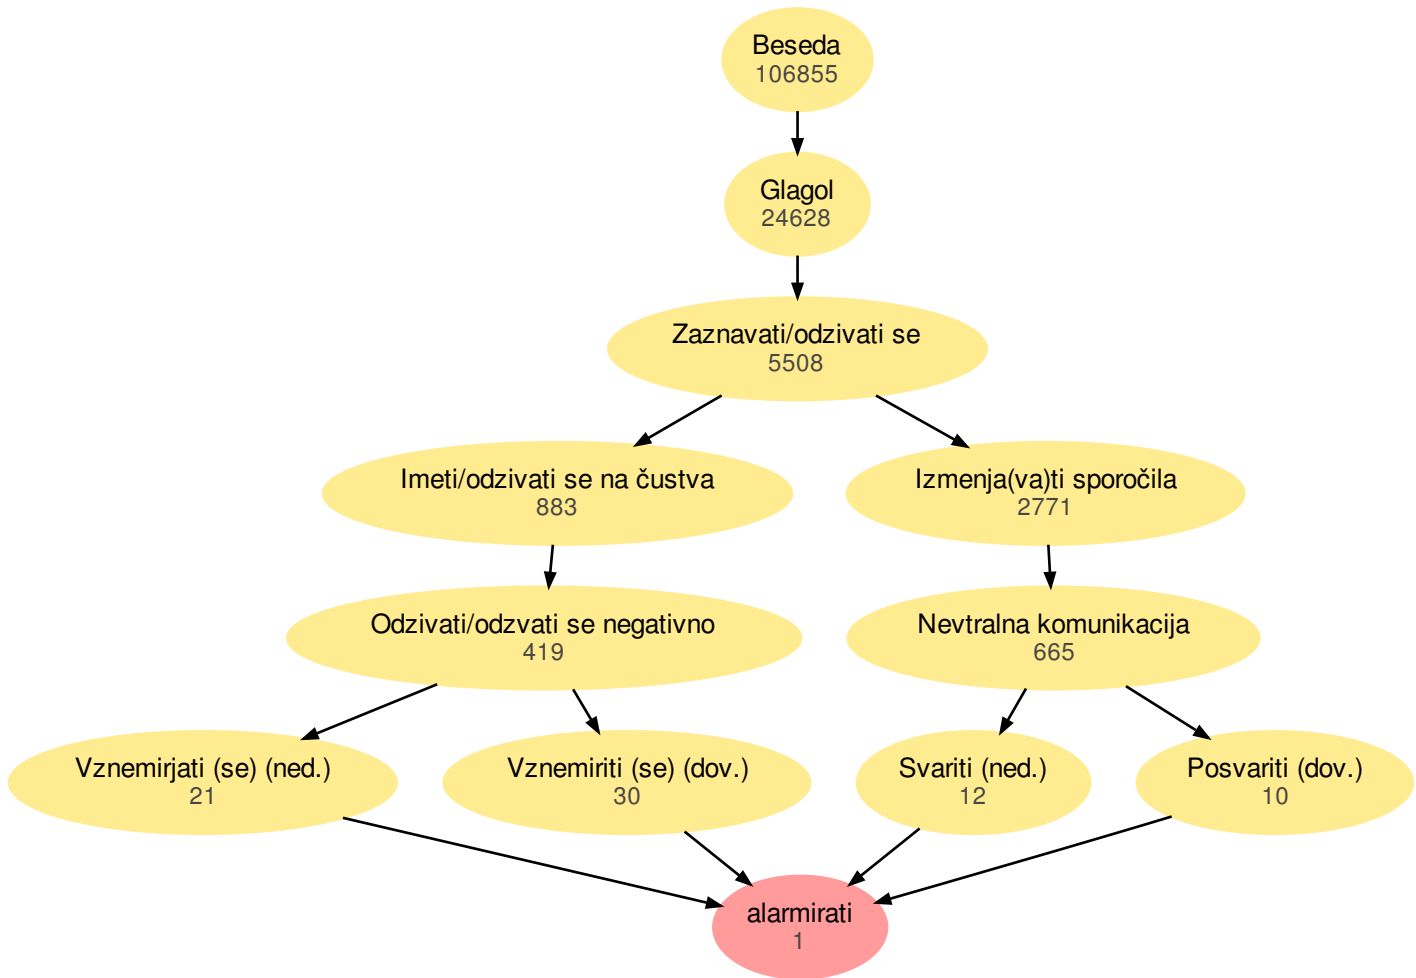 Beseda
106855
Glagol
24628
Zaznavati/odzivati se
5508
Imeti/odzivati se na čustva
883
Izmenja(va)ti sporočila
2771
Odzivati/odzvati se negativno
419
Nevtralna komunikacija
665
Vznemirjati (se) (ned.)
21
Vznemiriti (se) (dov.)
30
Svariti (ned.)
12
Posvariti (dov.)
10
alarmirati
1